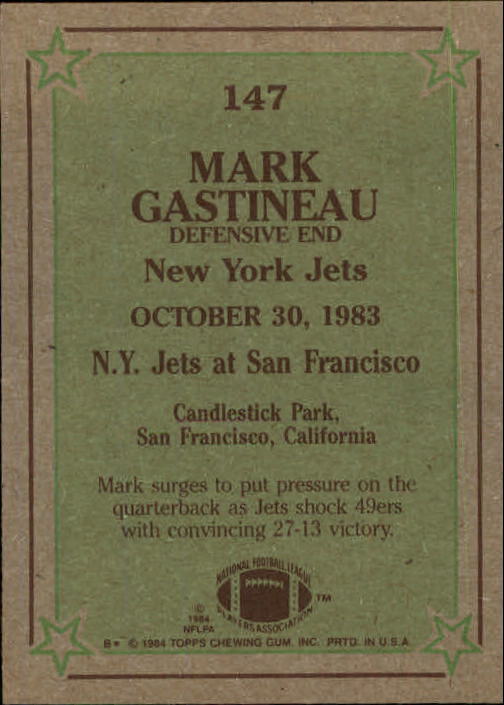 147
MARK
GASTINEAU
DEFENSIVE END
New York Jets
OCTOBER 30, 1983
N.Y. Jets at San Francisco
Candlestick Park,
San Francisco, California
Mark surges to put pressure on the
quarterback as Jets shock 49ers
with convincing 27-13 victory.
NATIONAL FOOTBALL LEAGUE
PLAYERS ASSOCIATION
TM
©
1984
NFLPA
B* © 1984 TOPPS CHEWING GUM, INC. PRTD. IN U.S.A.